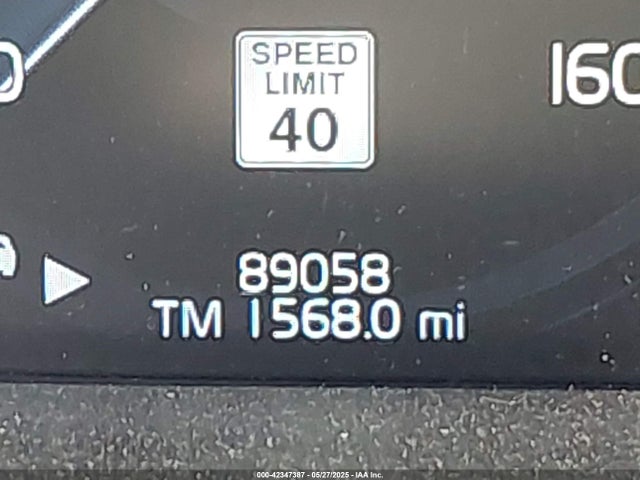 SPEED
LIMIT
40
160
89058
TM 1568.0 mi
000-42347387 - 05/27/2025 - IAA Inc.